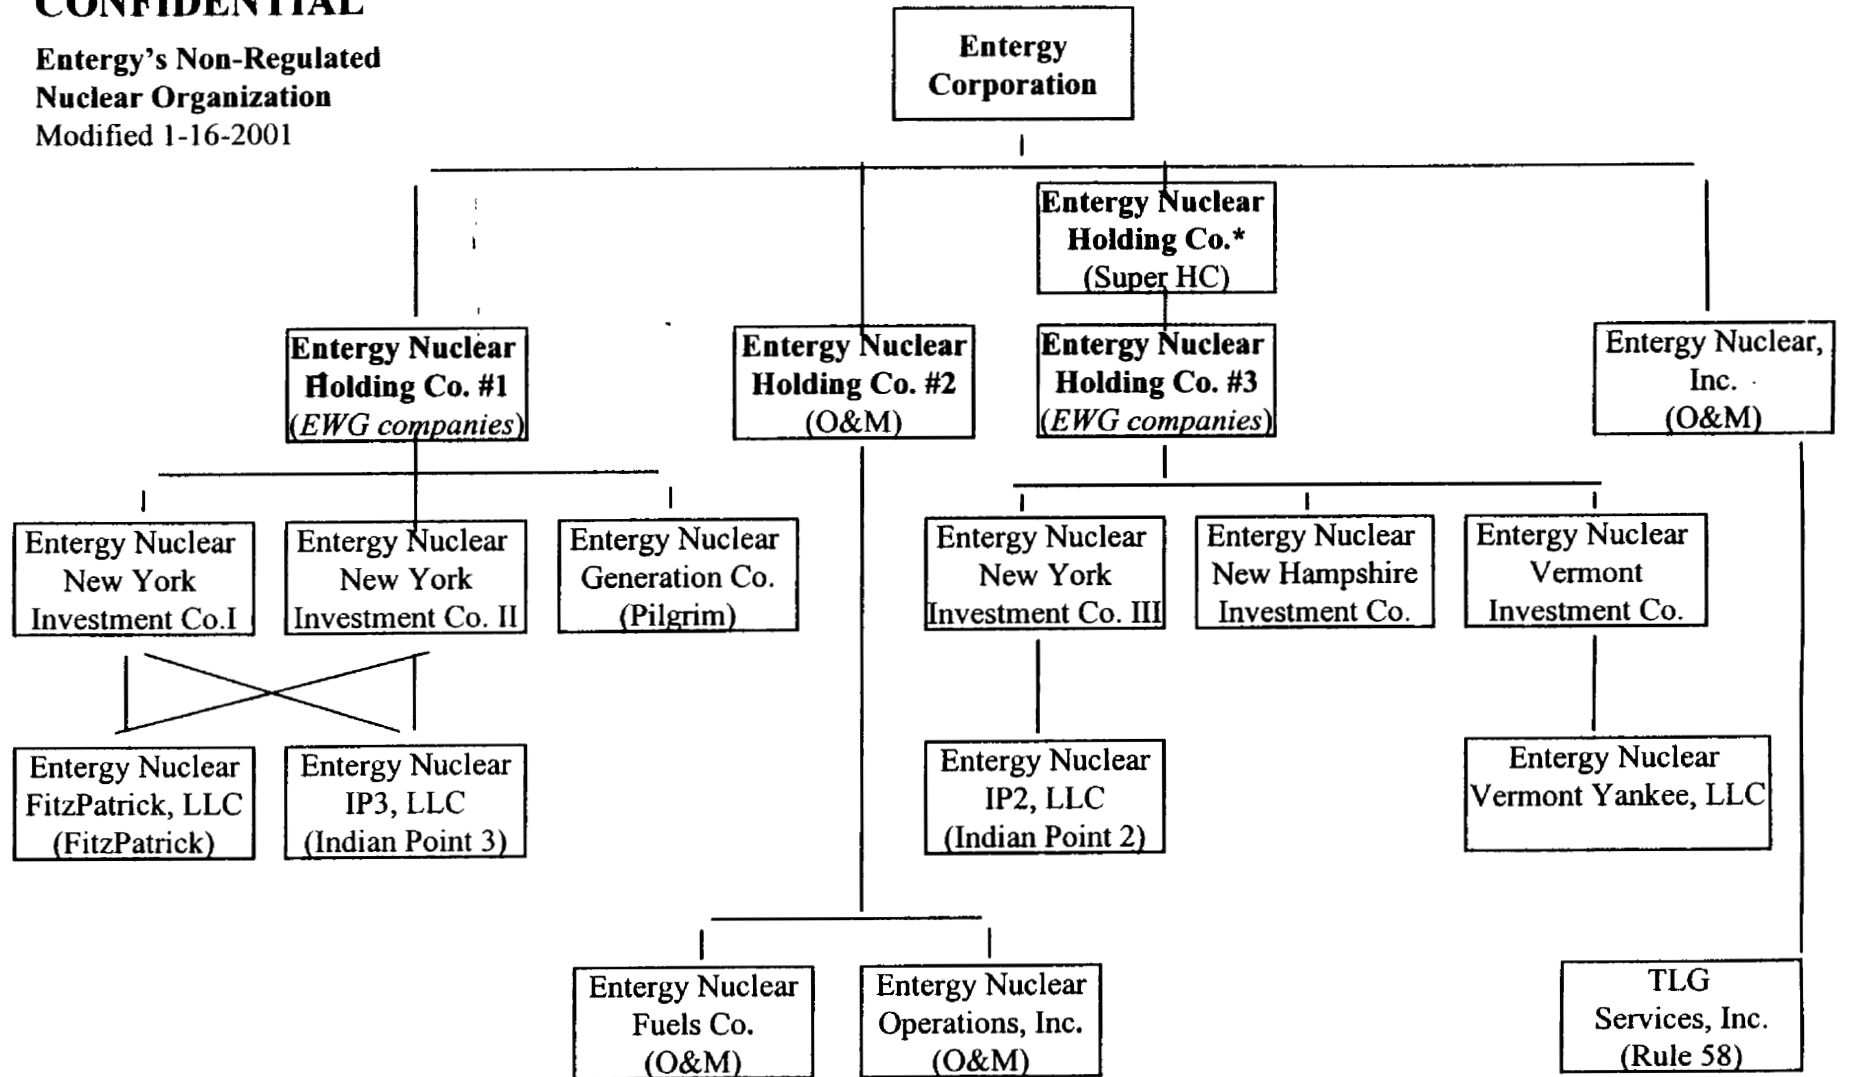 CONFIDENTIAL
Entergy's Non-Regulated
Nuclear Organization
Modified 1-16-2001
Entergy
Corporation
Entergy Nuclear
Holding Co.*
(Super HC)
Entergy Nuclear
Holding Co. #1
(EWG companies)
Entergy Nuclear
Holding Co. #2
(O&M)
Entergy Nuclear
Holding Co. #3
(EWG companies)
Entergy Nuclear,
Inc.
(O&M)
Entergy Nuclear
New York
Investment Co.I
Entergy Nuclear
New York
Investment Co. II
Entergy Nuclear
Generation Co.
(Pilgrim)
Entergy Nuclear
New York
Investment Co. III
Entergy Nuclear
New Hampshire
Investment Co.
Entergy Nuclear
Vermont
Investment Co.
Entergy Nuclear
FitzPatrick, LLC
(FitzPatrick)
Entergy Nuclear
IP3, LLC
(Indian Point 3)
Entergy Nuclear
IP2, LLC
(Indian Point 2)
Entergy Nuclear
Vermont Yankee, LLC
Entergy Nuclear
Fuels Co.
(O&M)
Entergy Nuclear
Operations, Inc.
(O&M)
TLG
Services, Inc.
(Rule 58)